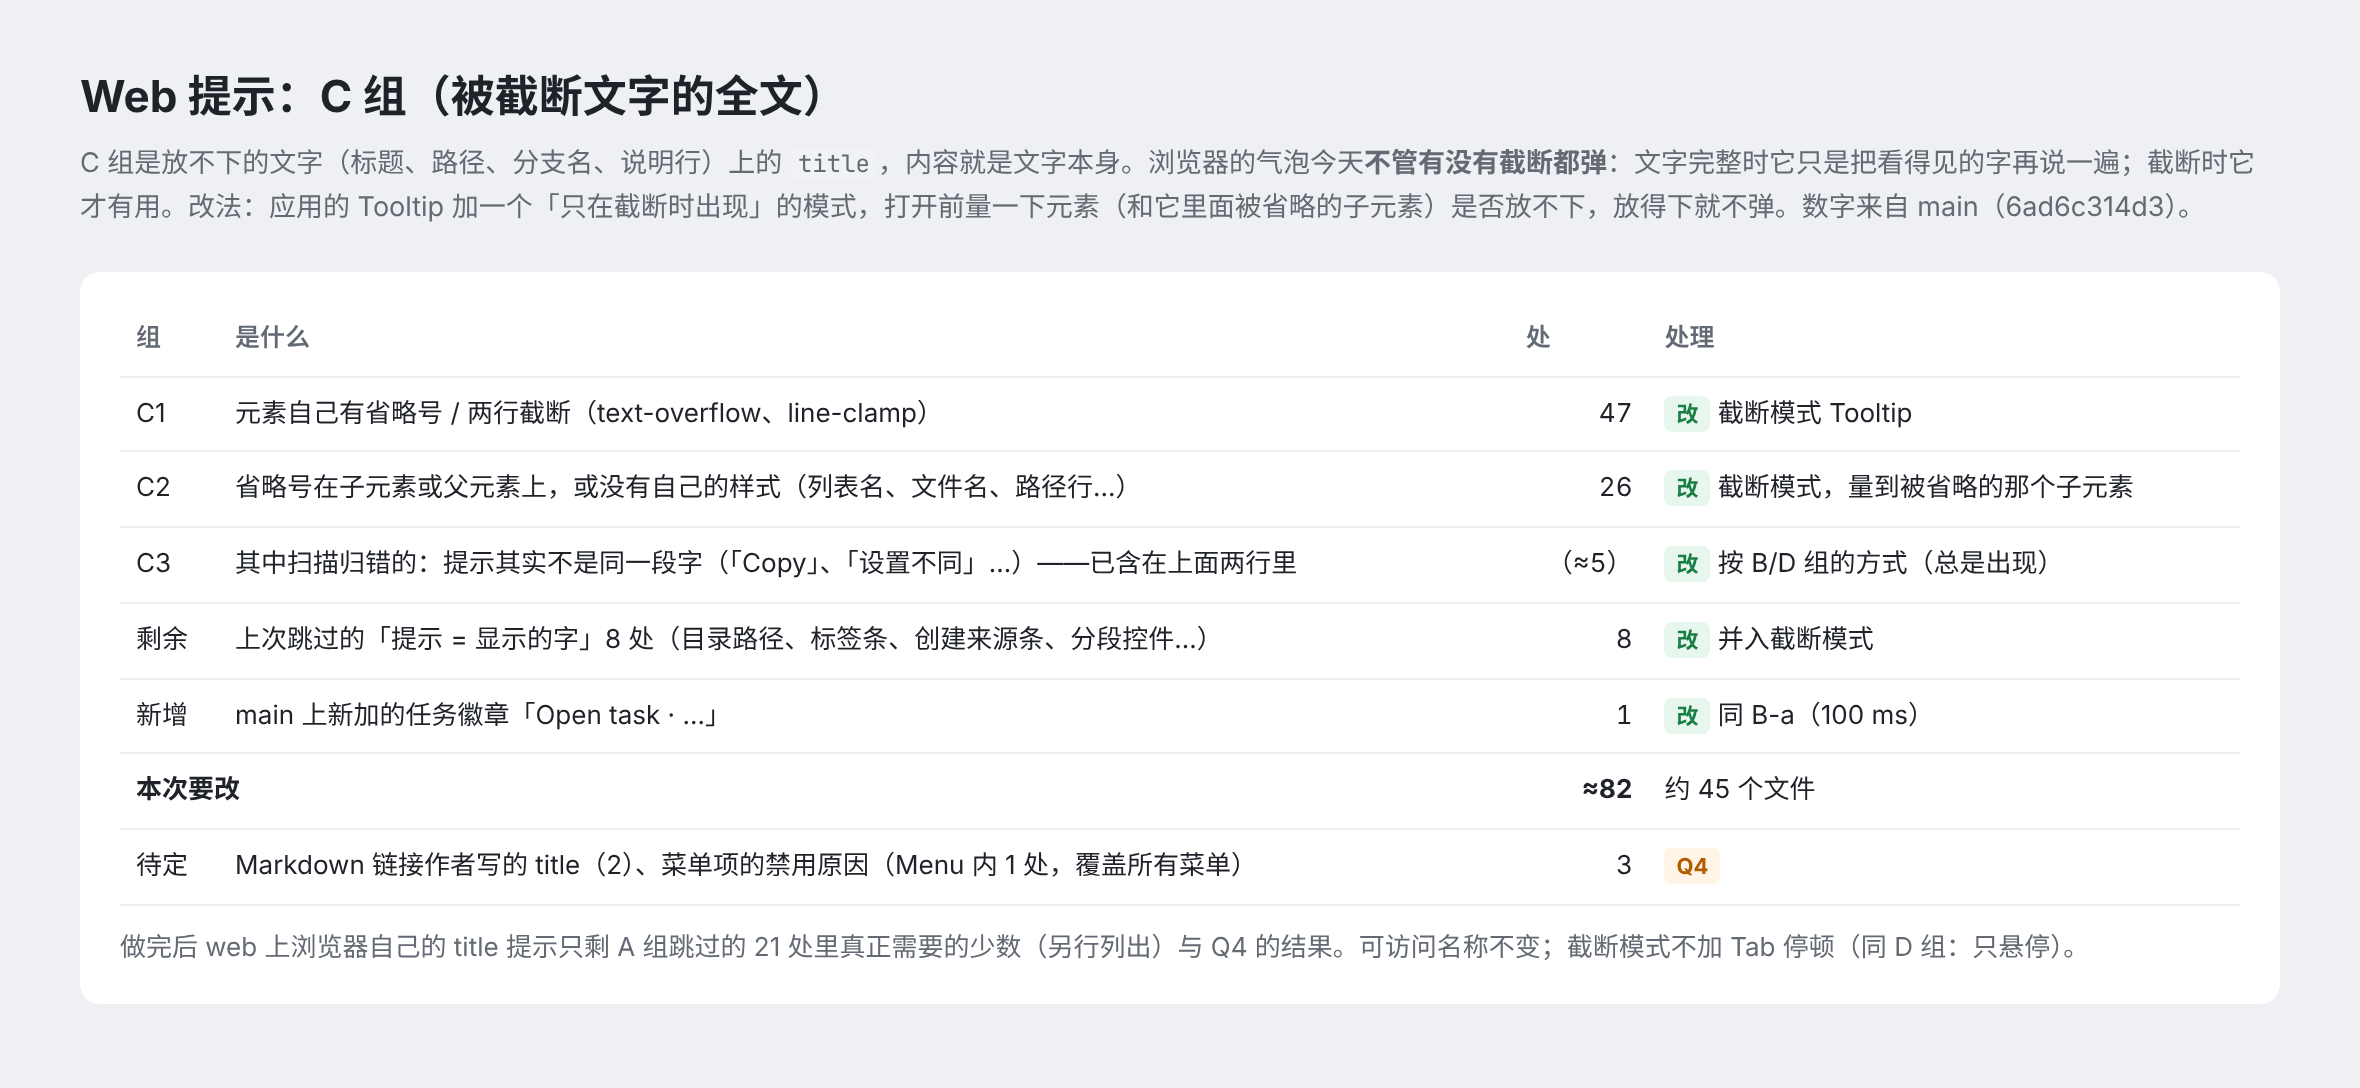 Web 提示：C 组（被截断文字的全文）
C 组是放不下的文字（标题、路径、分支名、说明行）上的 title，内容就是文字本身。浏览器的气泡今天不管有没有截断都弹：文字完整时它只是把看得见的字再说一遍；截断时它
才有用。改法：应用的 Tooltip 加一个「只在截断时出现」的模式，打开前量一下元素（和它里面被省略的子元素）是否放不下，放得下就不弹。数字来自 main（6ad6c314d3）。
组 是什么 处 处理
C1 元素自己有省略号 / 两行截断（text-overflow、line-clamp） 47 改 截断模式 Tooltip
C2 省略号在子元素或父元素上，或没有自己的样式（列表名、文件名、路径行…） 26 改 截断模式，量到被省略的那个子元素
C3 其中扫描归错的：提示其实不是同一段字（「Copy」、「设置不同」…）——已含在上面两行里 （≈5） 改 按 B/D 组的方式（总是出现）
剩余 上次跳过的「提示 = 显示的字」8 处（目录路径、标签条、创建来源条、分段控件…） 8 改 并入截断模式
新增 main 上新加的任务徽章「Open task · …」 1 改 同 B-a（100 ms）
本次要改 ≈82 约 45 个文件
待定 Markdown 链接作者写的 title（2）、菜单项的禁用原因（Menu 内 1 处，覆盖所有菜单） 3 Q4
做完后 web 上浏览器自己的 title 提示只剩 A 组跳过的 21 处里真正需要的少数（另行列出）与 Q4 的结果。可访问名称不变；截断模式不加 Tab 停顿（同 D 组：只悬停）。